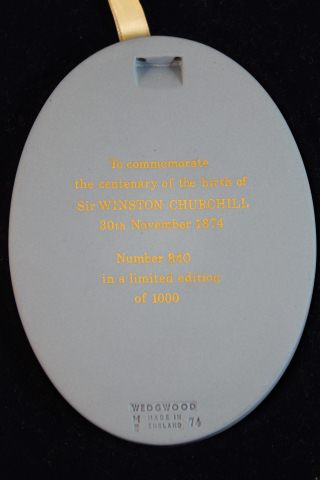 To commemorate
the centenary of the birth of
Sir WINSTON CHURCHILL
30th November 1874
Number 840
in a limited edition
of 1000
WEDGWOOD
MADE IN
ENGLAND
74